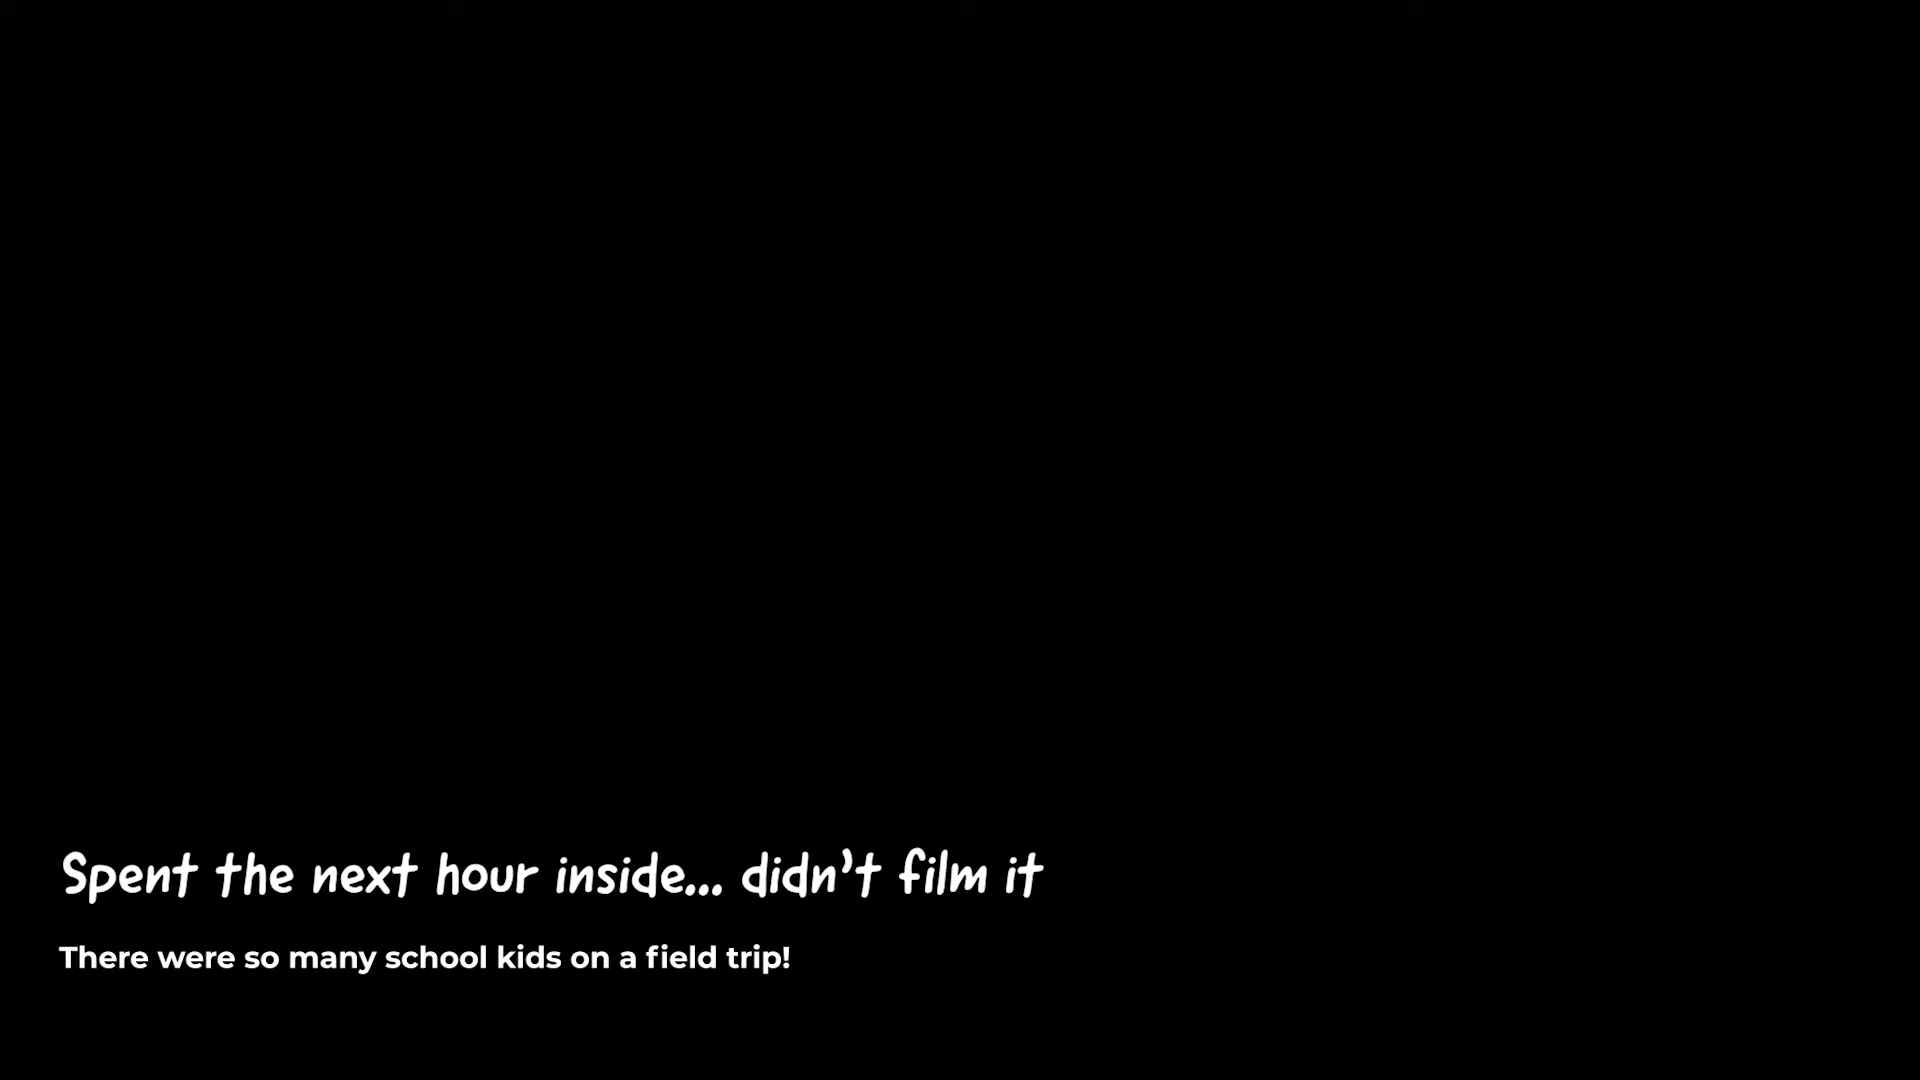 Spent the next hour inside... didn't film it
There were so many school kids on a field trip!